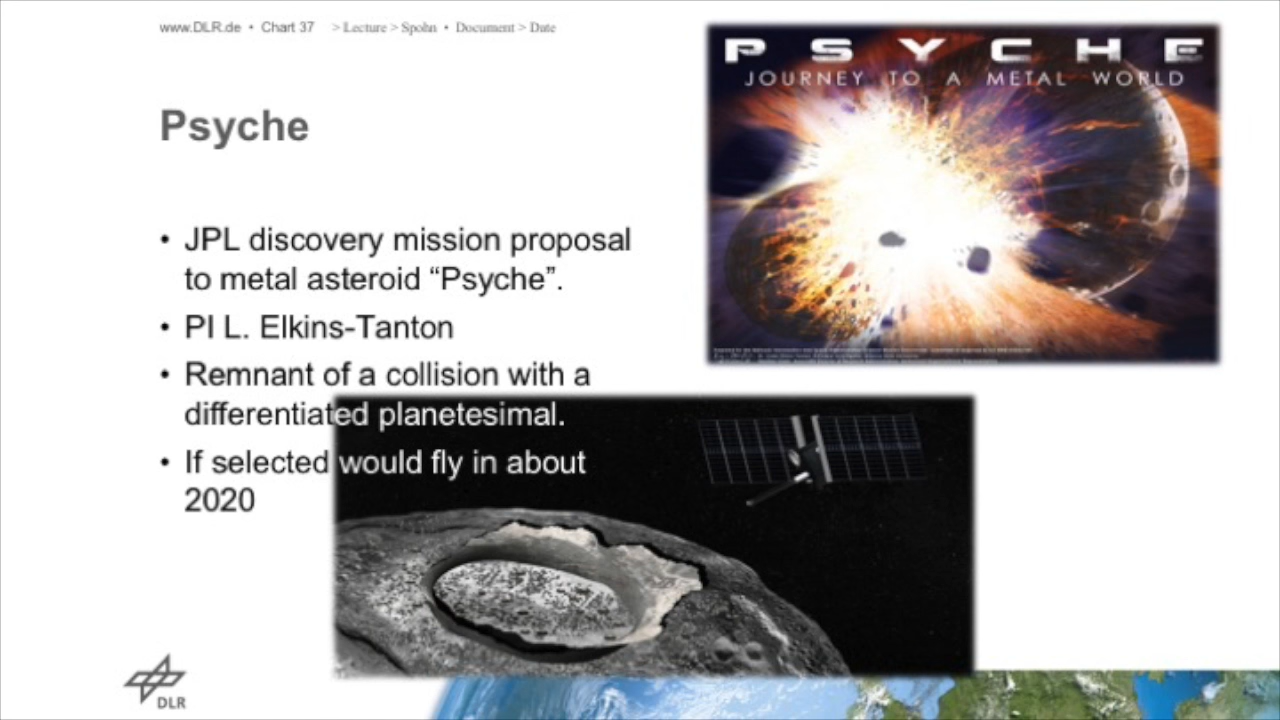 www.DLR.de • Chart 37 > Lecture > Spohn • Document > Date
PSYCHE
JOURNEY TO A METAL WORLD
Psyche
• JPL discovery mission proposal
to metal asteroid “Psyche”.
• PI L. Elkins-Tanton
• Remnant of a collision with a
differentiated planetesimal.
• If selected would fly in about
2020
DLR